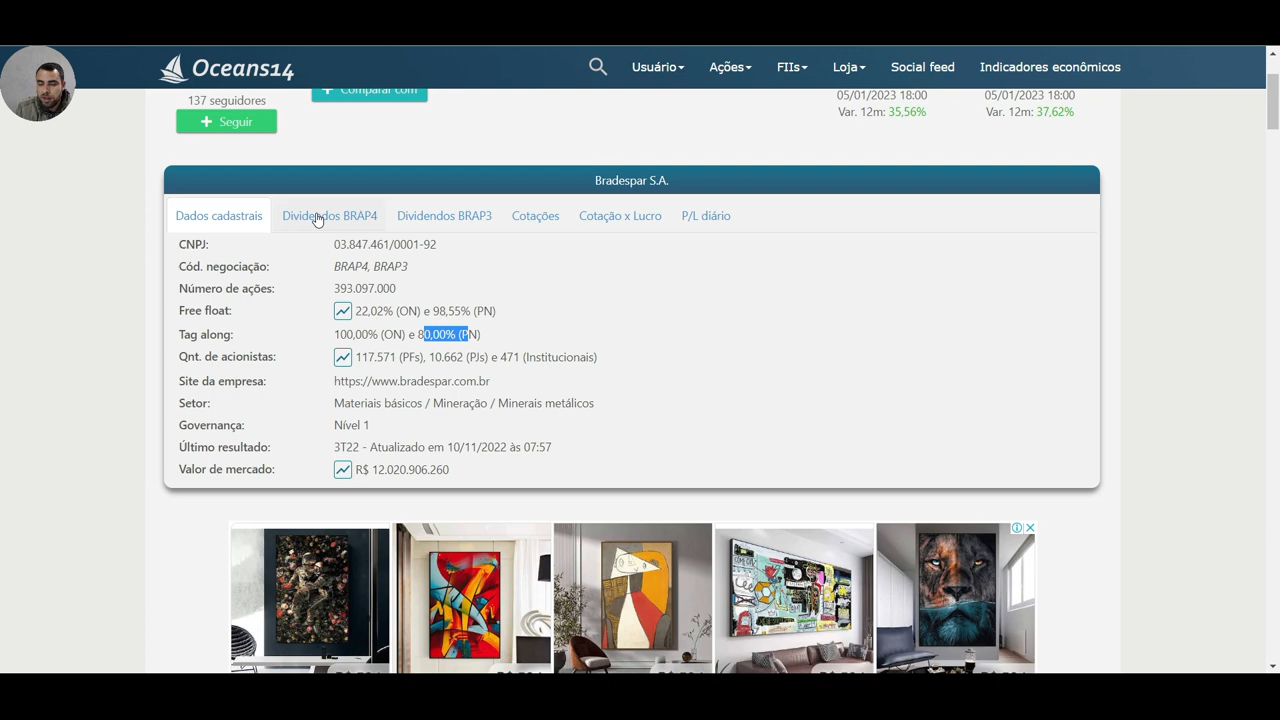 Oceans14
Usuário
Ações
FIIs
Loja
Social feed
Indicadores econômicos
137 seguidores
+ Comparar com
05/01/2023 18:00
05/01/2023 18:00
+ Seguir
Var. 12m: 35,56%
Var. 12m: 37,62%
Bradespar S.A.
Dados cadastrais
Dividendos BRAP4
Dividendos BRAP3
Cotações
Cotação x Lucro
P/L diário
CNPJ: 03.847.461/0001-92
Cód. negociação: BRAP4, BRAP3
Número de ações: 393.097.000
Free float: 22,02% (ON) e 98,55% (PN)
Tag along: 100,00% (ON) e 80,00% (PN)
Qnt. de acionistas: 117.571 (PFs), 10.662 (PJs) e 471 (Institucionais)
Site da empresa: https://www.bradespar.com.br
Setor: Materiais básicos / Mineração / Minerais metálicos
Governança: Nível 1
Último resultado: 3T22 - Atualizado em 10/11/2022 às 07:57
Valor de mercado: R$ 12.020.906.260